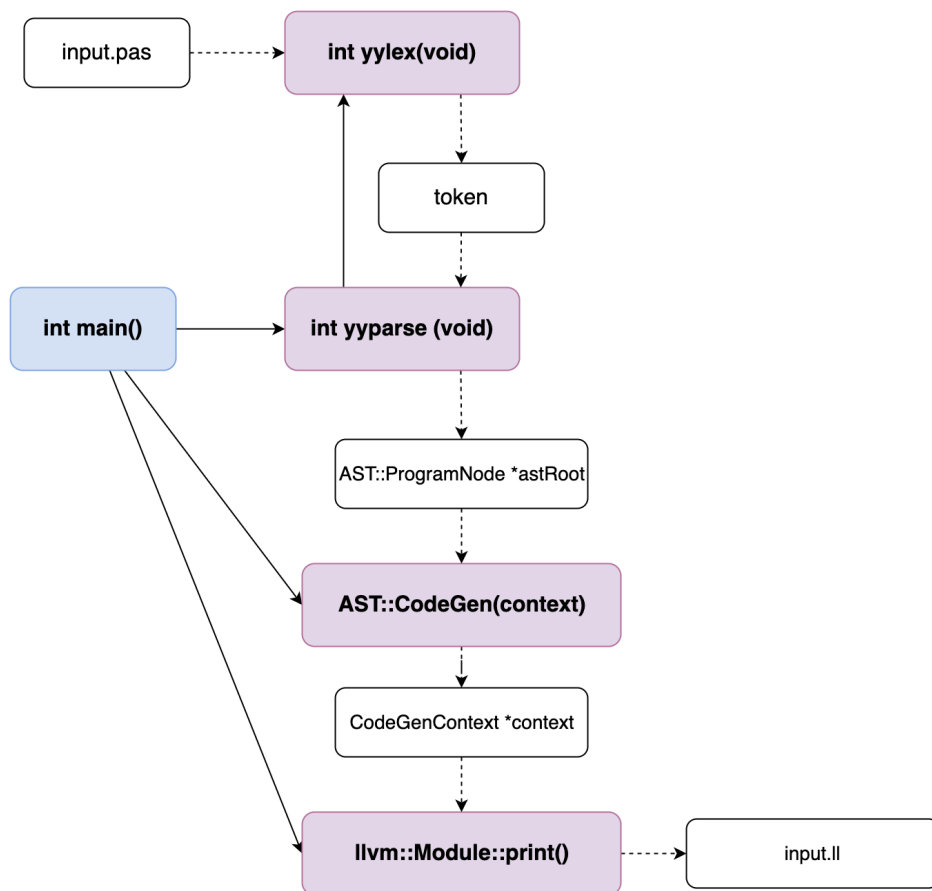 input.pas
int yylex(void)
token
int main()
int yyparse (void)
AST::ProgramNode *astRoot
AST::CodeGen(context)
CodeGenContext *context
llvm::Module::print()
input.ll